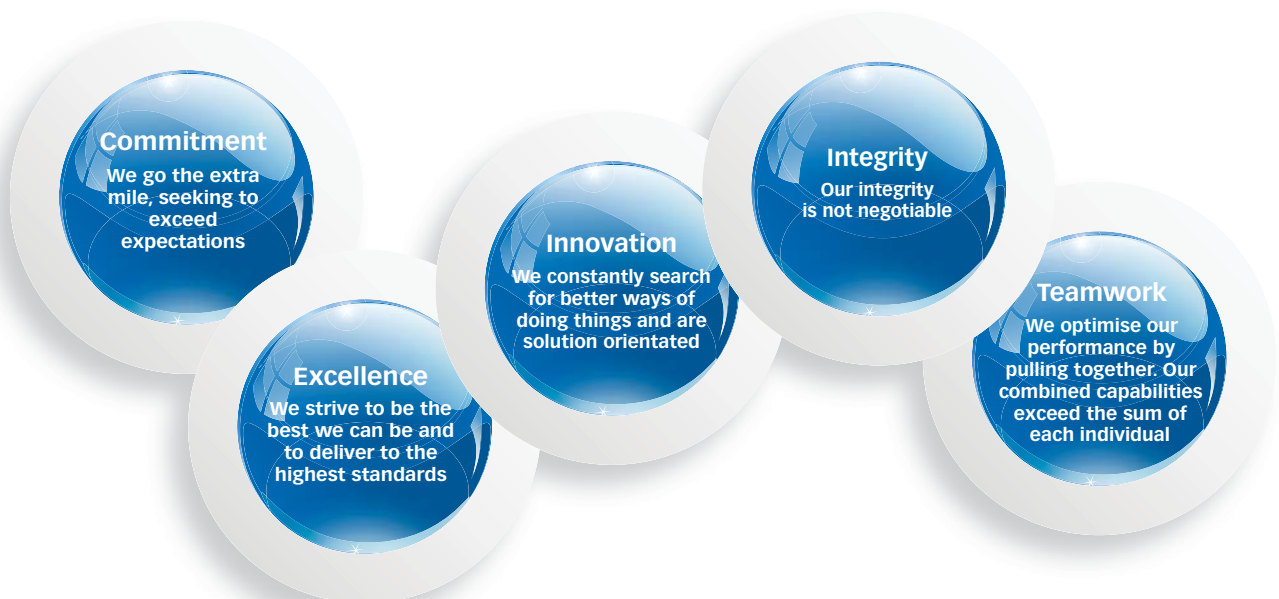 Commitment
We go the extra
mile, seeking to
exceed
expectations
Excellence
We strive to be the
best we can be and
to deliver to the
highest standards
Innovation
We constantly search
for better ways of
doing things and are
solution orientated
Integrity
Our integrity
is not negotiable
Teamwork
We optimise our
performance by
pulling together. Our
combined capabilities
exceed the sum of
each individual